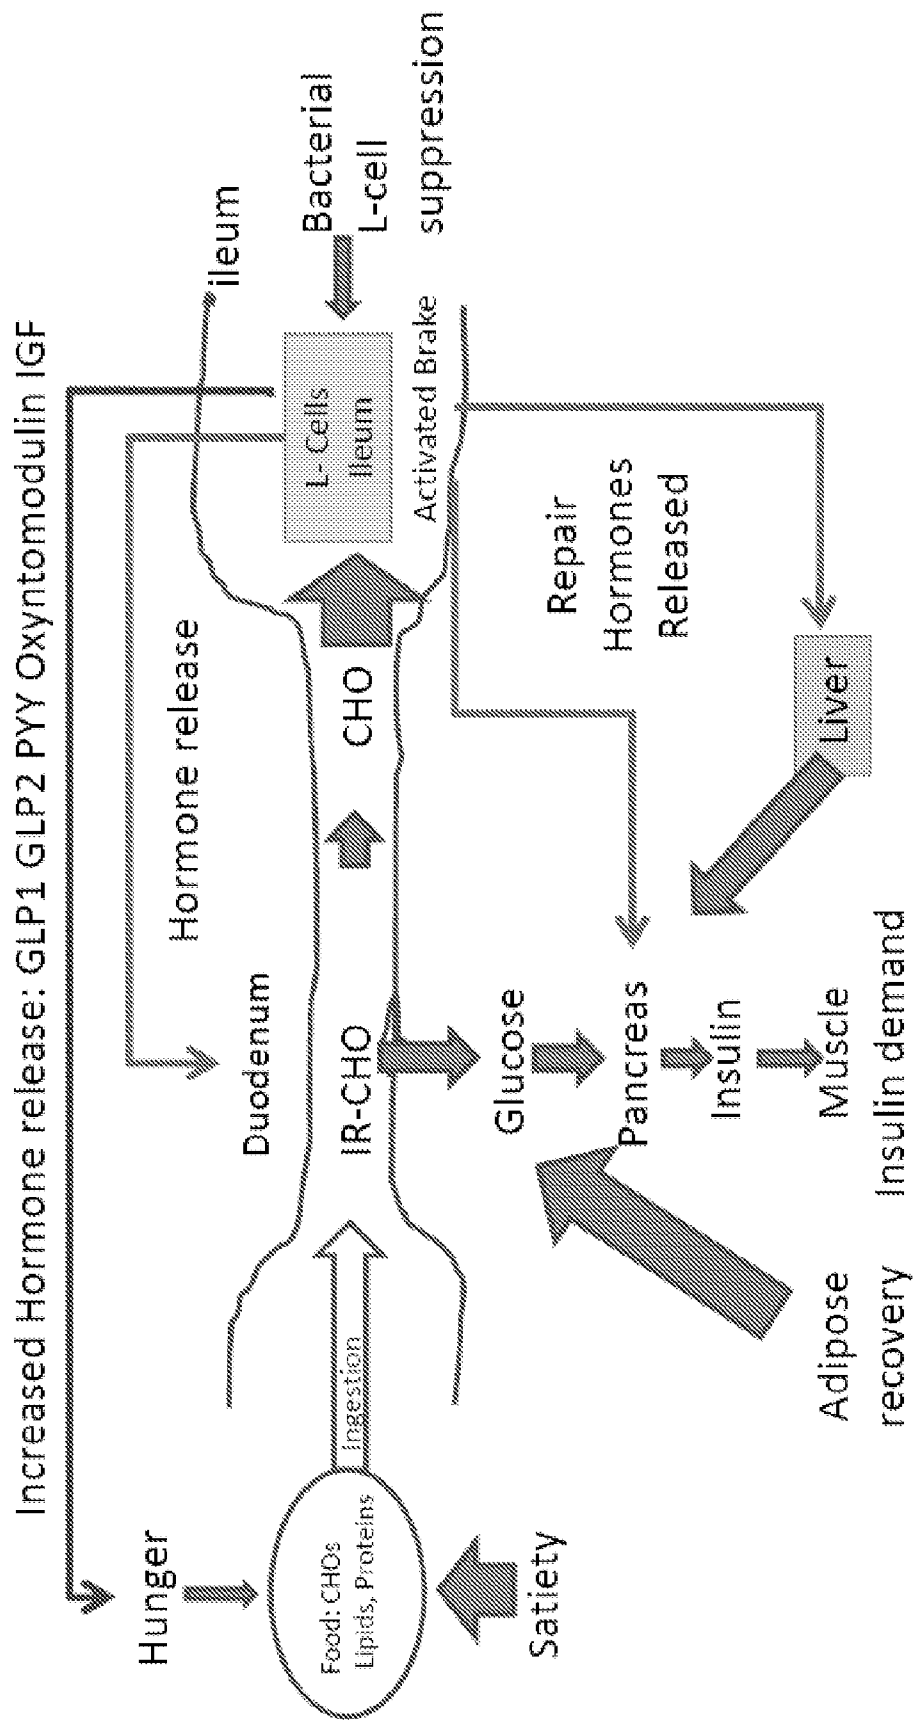 Increased Hormone release: GLP1 GLP2 PYY Oxyntomodulin IGF
Hunger
Hormone release
ileum
Duodenum
Food: CHOs
Lipids, Proteins
Ingestion
IR-CHO
CHO
L- Cells
Ileum
Bacterial
L-cell
suppression
Activated Brake
Satiety
Glucose
Repair
Hormones
Released
Pancreas
Insulin
Liver
Adipose
recovery
Muscle
Insulin demand